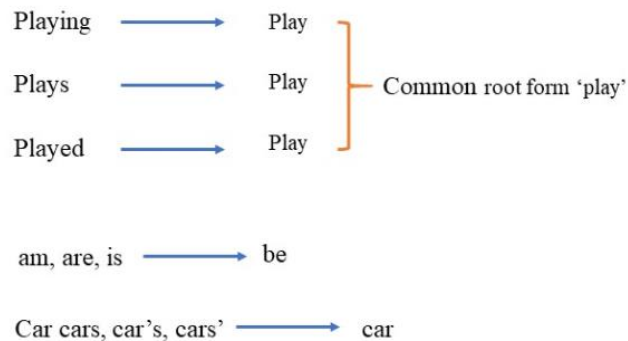 Playing Play
Plays Play Common root form ‘play’
Played Play
am, are, is be
Car cars, car’s, cars’ car